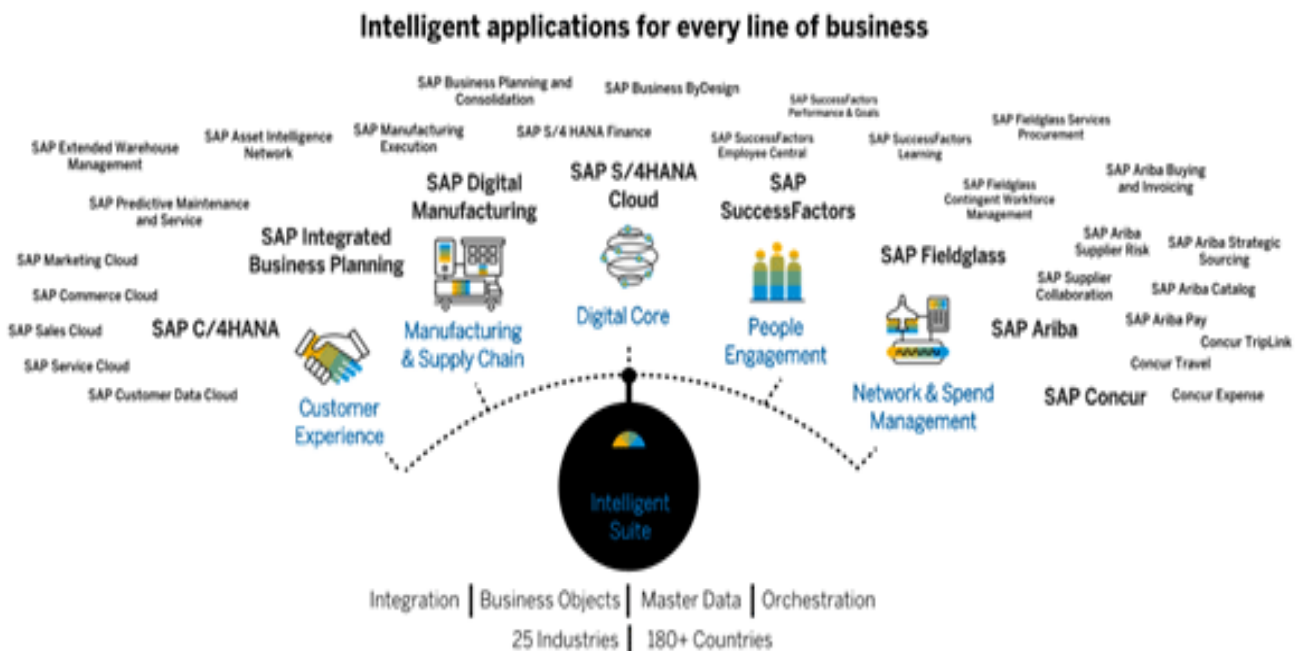 Intelligent applications for every line of business
SAP Business Planning and
Consolidation
SAP Business ByDesign
SAP SuccessFactors
Performance & Goals
SAP Extended Warehouse
Management
SAP Asset Intelligence
Network
SAP Manufacturing
Execution
SAP S/4 HANA Finance
SAP SuccessFactors
Employee Central
SAP SuccessFactors
Learning
SAP Fieldglass Services
Procurement
SAP Predictive Maintenance
and Service
SAP Digital
Manufacturing
SAP S/4HANA
Cloud
SAP
SuccessFactors
SAP Fieldglass
Contingent Workforce
Management
SAP Ariba Buying
and Invoicing
SAP Marketing Cloud
SAP Integrated
Business Planning
SAP Fieldglass
SAP Ariba
Supplier Risk
SAP Ariba Strategic
Sourcing
SAP Commerce Cloud
SAP Supplier
Collaboration
SAP Ariba Catalog
SAP Sales Cloud
SAP C/4HANA
Manufacturing
& Supply Chain
Digital Core
People
Engagement
SAP Ariba
SAP Ariba Pay
Concur TripLink
SAP Service Cloud
Concur Travel
SAP Customer Data Cloud
Customer
Experience
Network & Spend
Management
SAP Concur
Concur Expense
Intelligent
Suite
Integration | Business Objects | Master Data | Orchestration
25 Industries | 180+ Countries